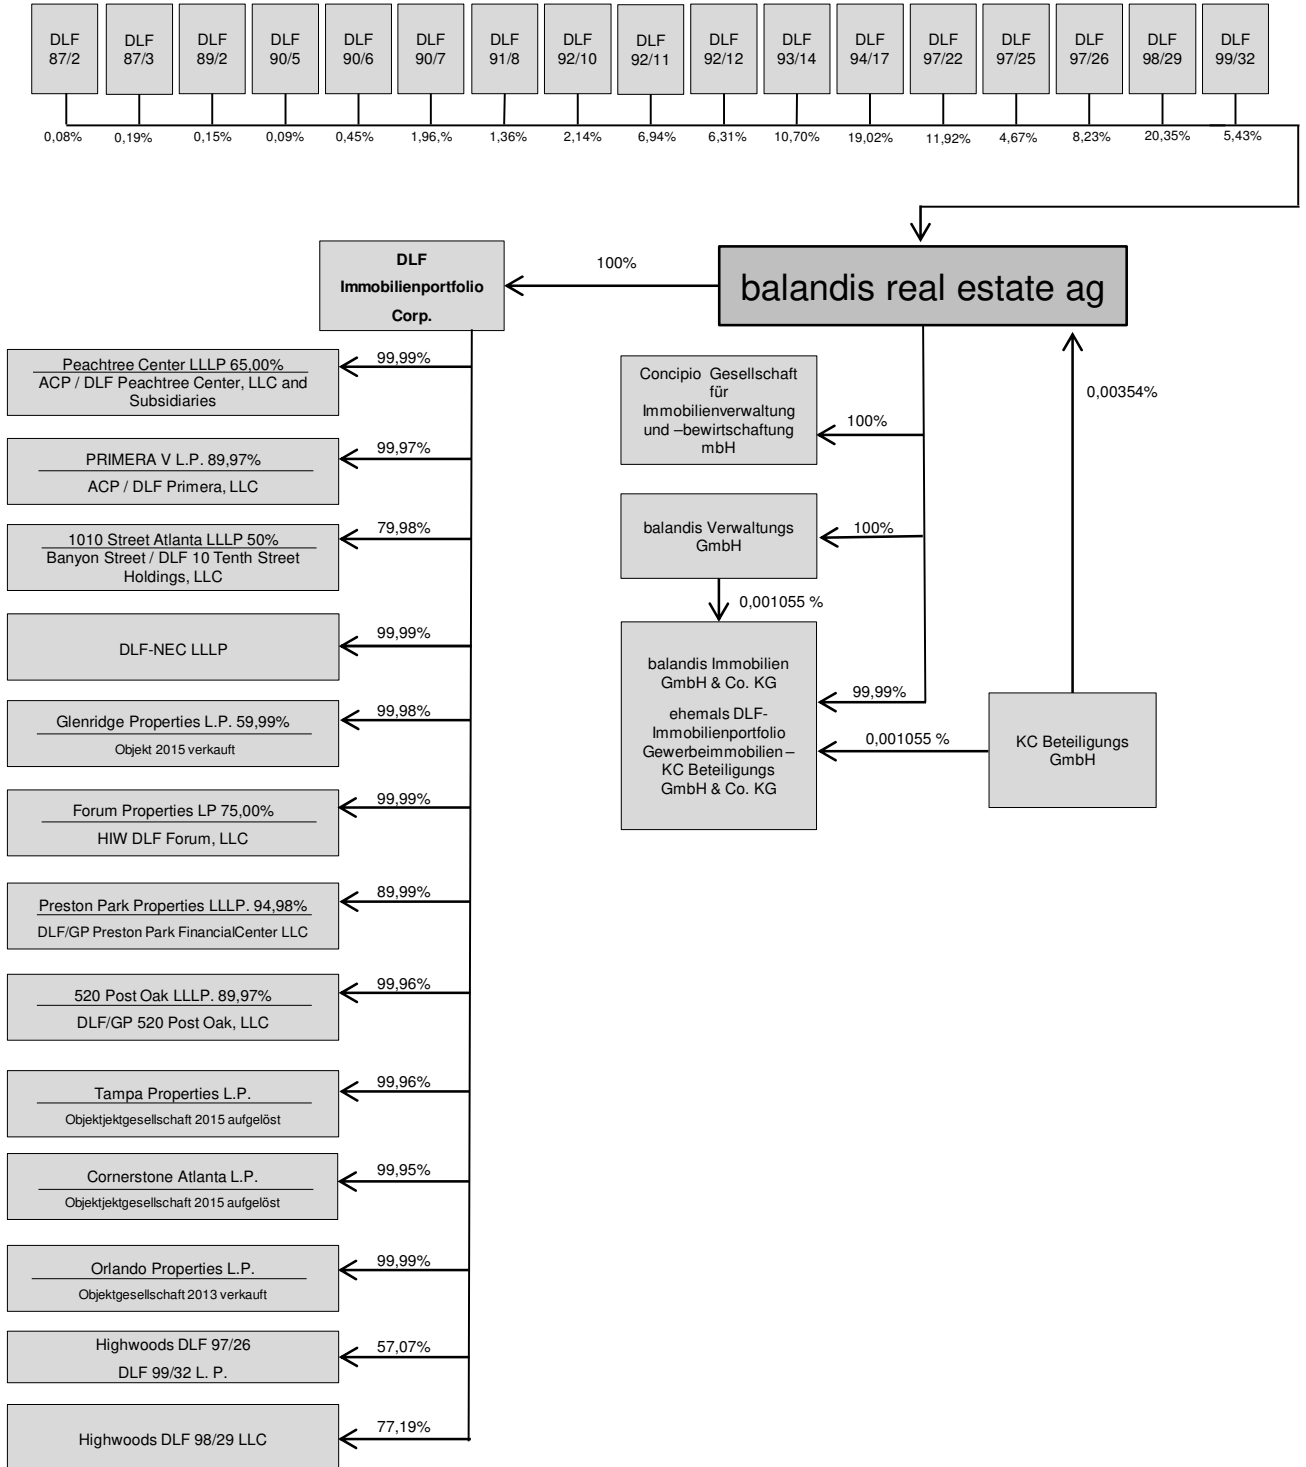 DLF
87/2
DLF
87/3
DLF
89/2
DLF
90/5
DLF
90/6
DLF
90/7
DLF
91/8
DLF
92/10
DLF
92/11
DLF
92/12
DLF
93/14
DLF
94/17
DLF
97/22
DLF
97/25
DLF
97/26
DLF
98/29
DLF
99/32
0,08%
0,19%
0,15%
0,09%
0,45%
1,96,%
1,36%
2,14%
6,94%
6,31%
10,70%
19,02%
11,92%
4,67%
8,23%
20,35%
5,43%
DLF
Immobilienportfolio
Corp.
100%
balandis real estate ag
Peachtree Center LLLP 65,00%
ACP / DLF Peachtree Center, LLC and
Subsidiaries
99,99%
PRIMERA V L.P. 89,97%
ACP / DLF Primera, LLC
99,97%
1010 Street Atlanta LLLP 50%
Banyon Street / DLF 10 Tenth Street
Holdings, LLC
79,98%
DLF-NEC LLLP
99,99%
Glenridge Properties L.P. 59,99%
Objekt 2015 verkauft
99,98%
Forum Properties LP 75,00%
HIW DLF Forum, LLC
99,99%
Preston Park Properties LLLP. 94,98%
DLF/GP Preston Park FinancialCenter LLC
89,99%
520 Post Oak LLLP. 89,97%
DLF/GP 520 Post Oak, LLC
99,96%
Tampa Properties L.P.
Objektjektgesellschaft 2015 aufgelöst
99,96%
Cornerstone Atlanta L.P.
Objektjektgesellschaft 2015 aufgelöst
99,95%
Orlando Properties L.P.
Objektgesellschaft 2013 verkauft
99,99%
Highwoods DLF 97/26
DLF 99/32 L. P.
57,07%
Highwoods DLF 98/29 LLC
77,19%
Concipio Gesellschaft
für
Immobilienverwaltung
und –bewirtschaftung
mbH
100%
balandis Verwaltungs
GmbH
100%
0,001055 %
balandis Immobilien
GmbH & Co. KG
ehemals DLF-
Immobilienportfolio
Gewerbeimmobilien –
KC Beteiligungs
GmbH & Co. KG
99,99%
0,001055 %
KC Beteiligungs
GmbH
0,00354%